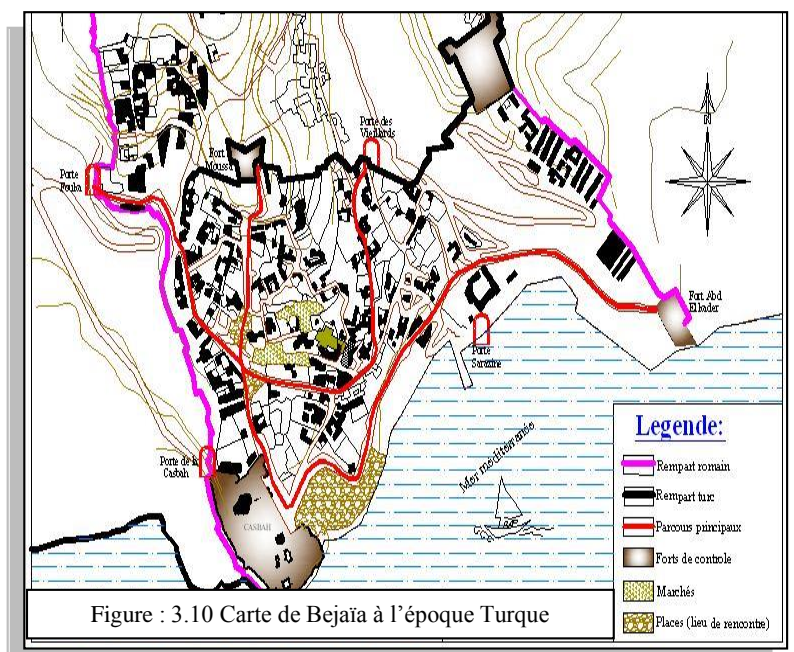 Porte des
Vieillards
Fort
Moussa
Porte
Fouka
Fort Abd
Elkader
Porte
Sarazine
Porte de la
Casbah
CASBAH
Mer mediterranée
Legende:
Rempart romain
Rempart turc
Parcours principaux
Forts de controle
Marchés
Places (lieu de rencontre)
Figure : 3.10 Carte de Bejaïa à l’époque Turque